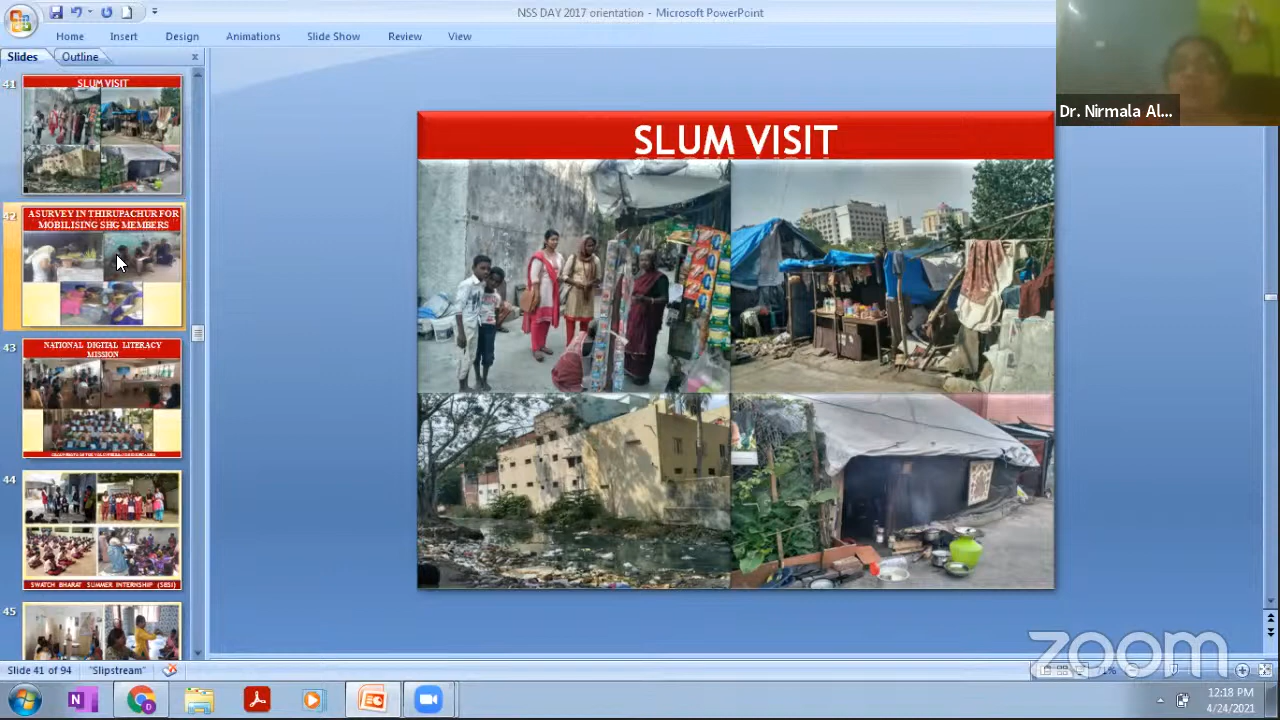 NSS DAY 2017 orientation - Microsoft PowerPoint
Home Insert Design Animations Slide Show Review View
Slides Outline x
41
SLUM VISIT
42
A SURVEY IN THIRUPACHUR FOR
MOBILISING SHG MEMBERS
43
NATIONAL DIGITAL LITERACY
MISSION
44
SWATCH BHARAT SUMMER INTERNSHIP (SBSI)
45
SLUM VISIT
Dr. Nirmala Al...
zoom
Slide 41 of 94 "Slipstream"
12:18 PM
4/24/2021